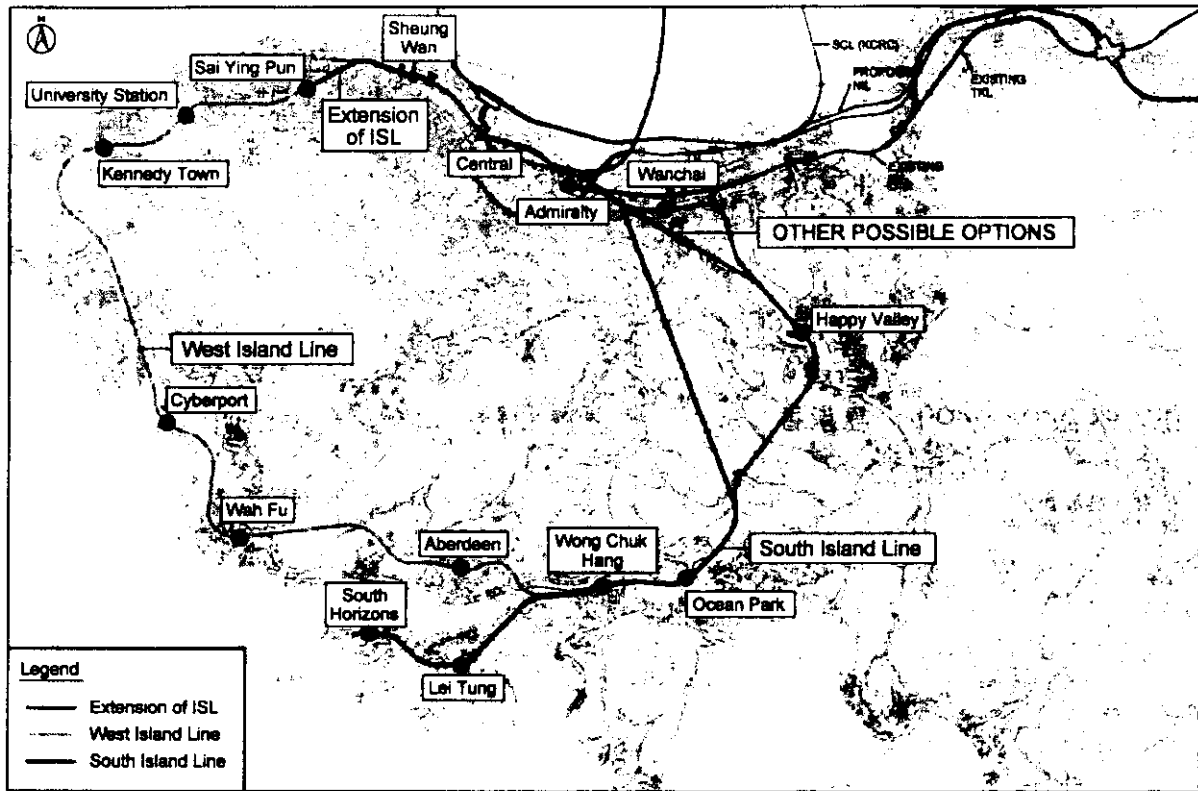 N
Sheung
Wan
Sai Ying Pun
University Station
Extension
of ISL
Kennedy Town
Central
Admiralty
Wanchai
SCL (KCRC)
PROPOSED
EXISTING
TKL
EXISTING
OTHER POSSIBLE OPTIONS
Happy Valley
West Island Line
Cyberport
Wah Fu
Aberdeen
Wong Chuk
Hang
South Island Line
South
Horizons
Ocean Park
Lei Tung
Legend
Extension of ISL
West Island Line
South Island Line